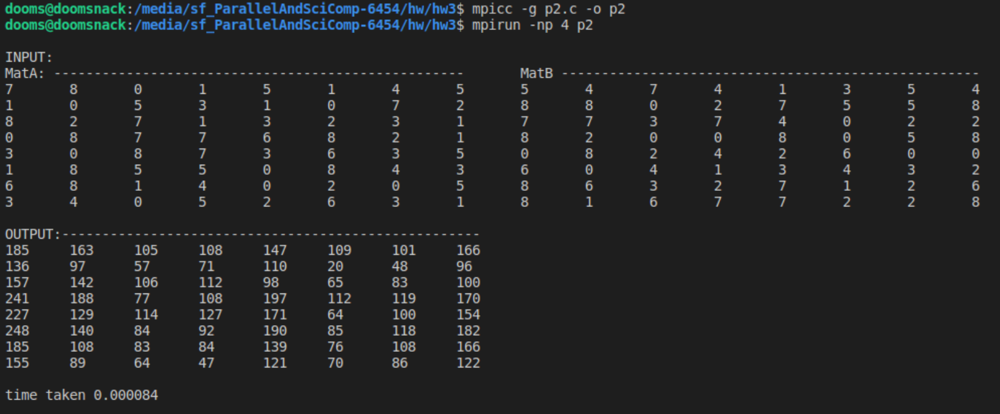 dooms@doomsnack:/media/sf_ParallelAndSciComp-6454/hw/hw3$ mpicc -g p2.c -o p2
dooms@doomsnack:/media/sf_ParallelAndSciComp-6454/hw/hw3$ mpirun -np 4 p2
INPUT:
MatA: --------------------------------------------------- MatB ----------------------------------------------------
7 8 0 1 5 1 4 5 5 4 7 4 1 3 5 4
1 0 5 3 1 0 7 2 8 8 0 2 7 5 5 8
8 2 7 1 3 2 3 1 7 7 3 7 4 0 2 2
0 8 7 7 6 8 2 1 8 2 0 0 8 0 5 8
3 0 8 7 3 6 3 5 0 8 2 4 2 6 0 0
1 8 5 5 0 8 4 3 6 0 4 1 3 4 3 2
6 8 1 4 0 2 0 5 8 6 3 2 7 1 2 6
3 4 0 5 2 6 3 1 8 1 6 7 7 2 2 8
OUTPUT:----------------------------------------------------
185 163 105 108 147 109 101 166
136 97 57 71 110 20 48 96
157 142 106 112 98 65 83 100
241 188 77 108 197 112 119 170
227 129 114 127 171 64 100 154
248 140 84 92 190 85 118 182
185 108 83 84 139 76 108 166
155 89 64 47 121 70 86 122
time taken 0.000084